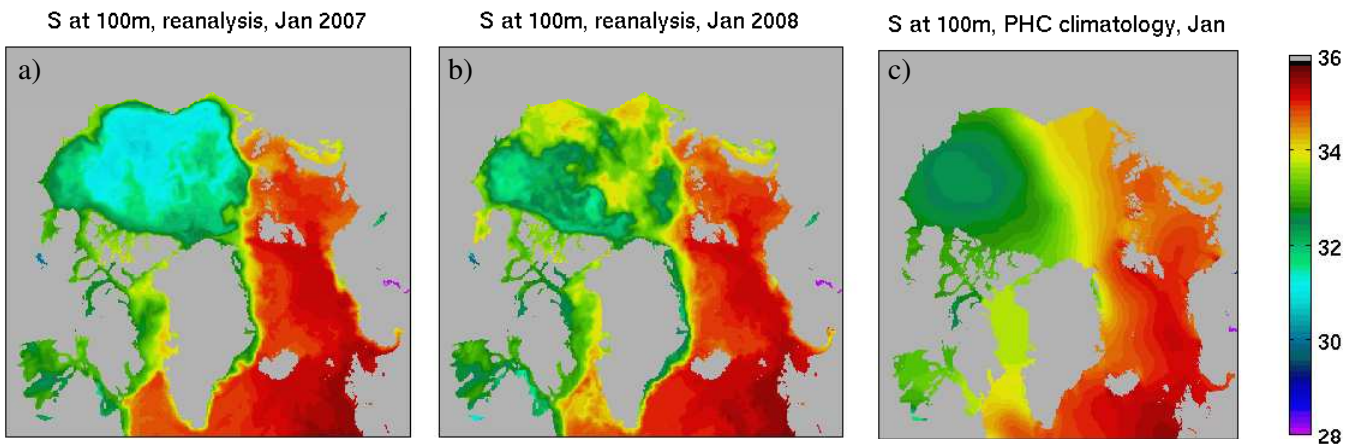 S at 100m, reanalysis, Jan 2007
S at 100m, reanalysis, Jan 2008
S at 100m, PHC climatology, Jan
a)
b)
c)
36
34
32
30
28